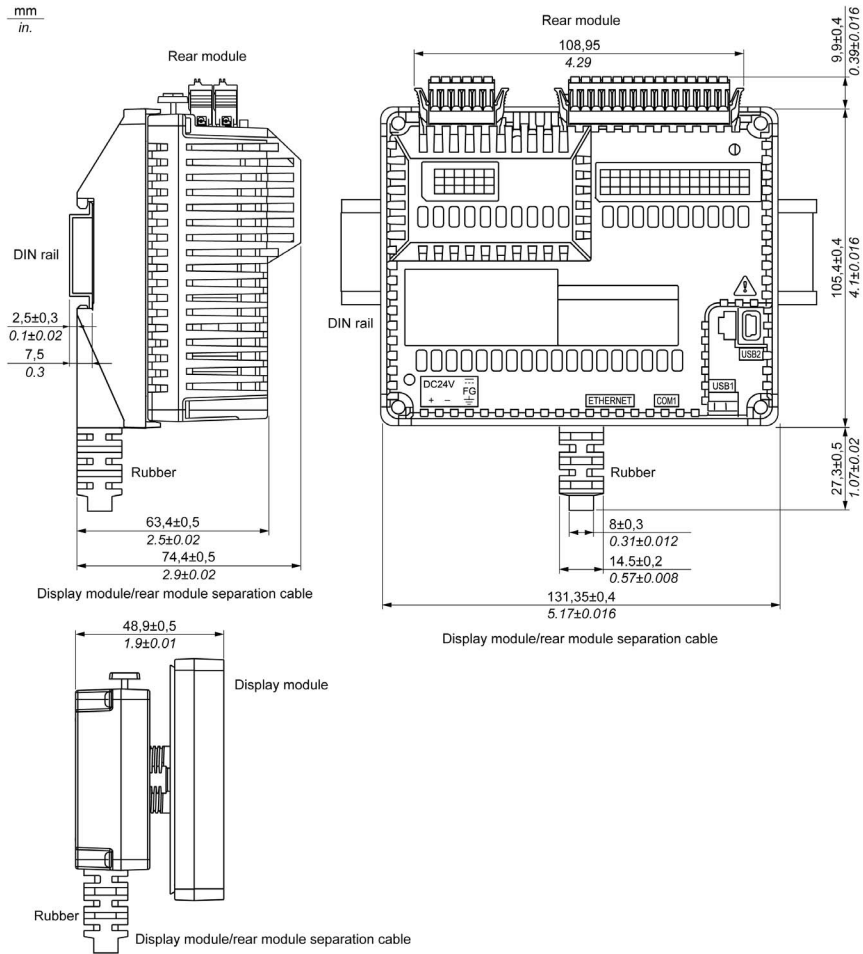 mm
in.
Rear module
DIN rail
2,5±0,3
0.1±0.02
7,5
0.3
Rubber
63,4±0,5
2.5±0.02
74,4±0,5
2.9±0.02
Display module/rear module separation cable
Rear module
108,95
4.29
9,9±0,4
0.39±0.016
105,4±0,4
4.1±0.016
DIN rail
USB2
USB1
DC24V
FG
+ −
ETHERNET
COM1
Rubber
27,3±0,5
1.07±0.02
8±0,3
0.31±0.012
14.5±0,2
0.57±0.008
131,35±0,4
5.17±0.016
Display module/rear module separation cable
48,9±0,5
1.9±0.01
Display module
Rubber
Display module/rear module separation cable